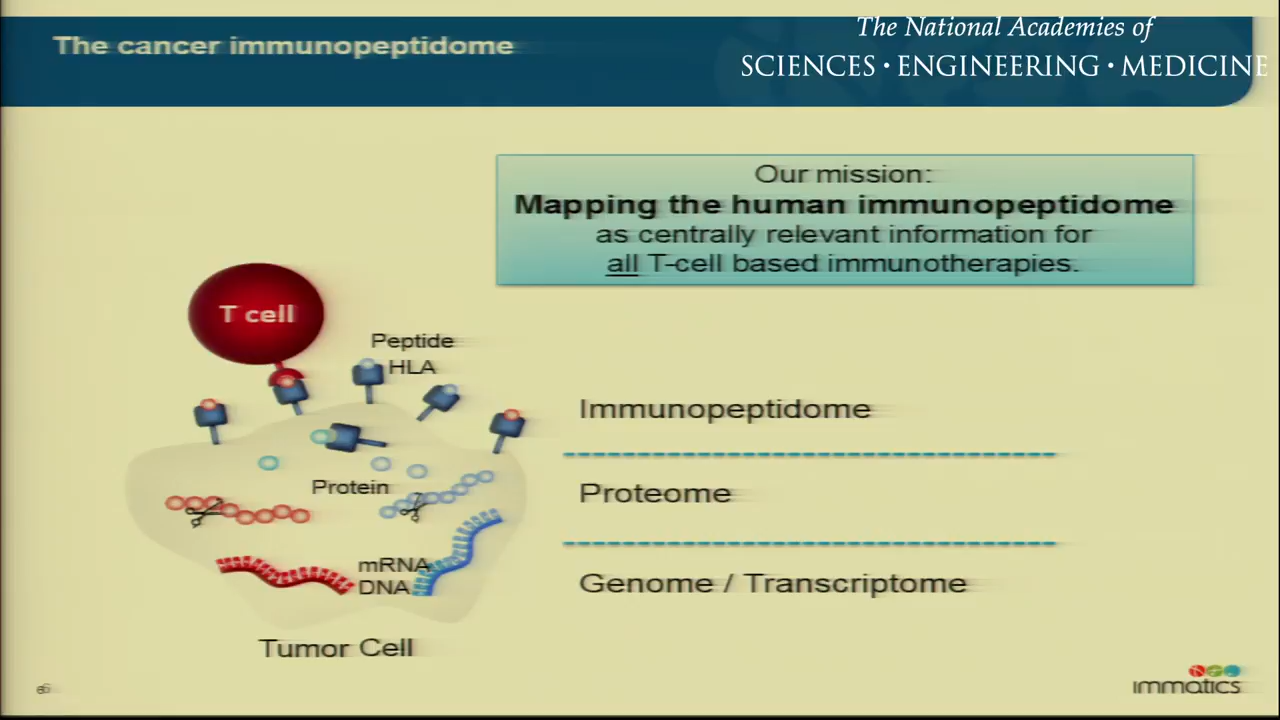 The cancer immunopeptidome
The National Academies of
SCIENCES • ENGINEERING • MEDICINE
Our mission:
Mapping the human immunopeptidome
as centrally relevant information for
all T-cell based immunotherapies.
T cell
Peptide
HLA
Immunopeptidome
Protein
Proteome
mRNA
DNA
Genome / Transcriptome
Tumor Cell
immatics